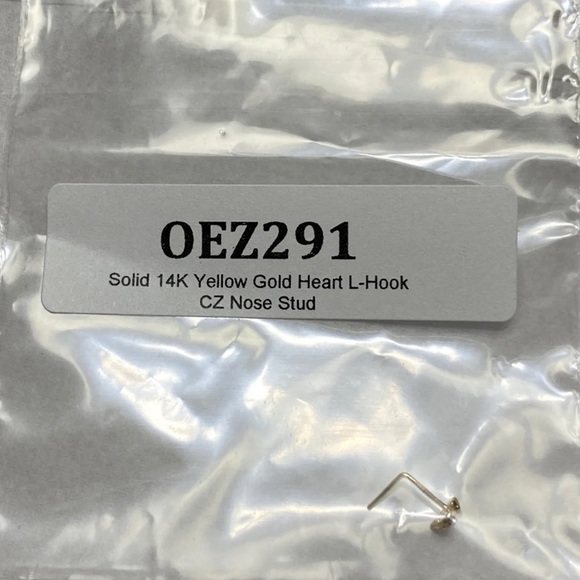 OEZ291
Solid 14K Yellow Gold Heart L-Hook
CZ Nose Stud